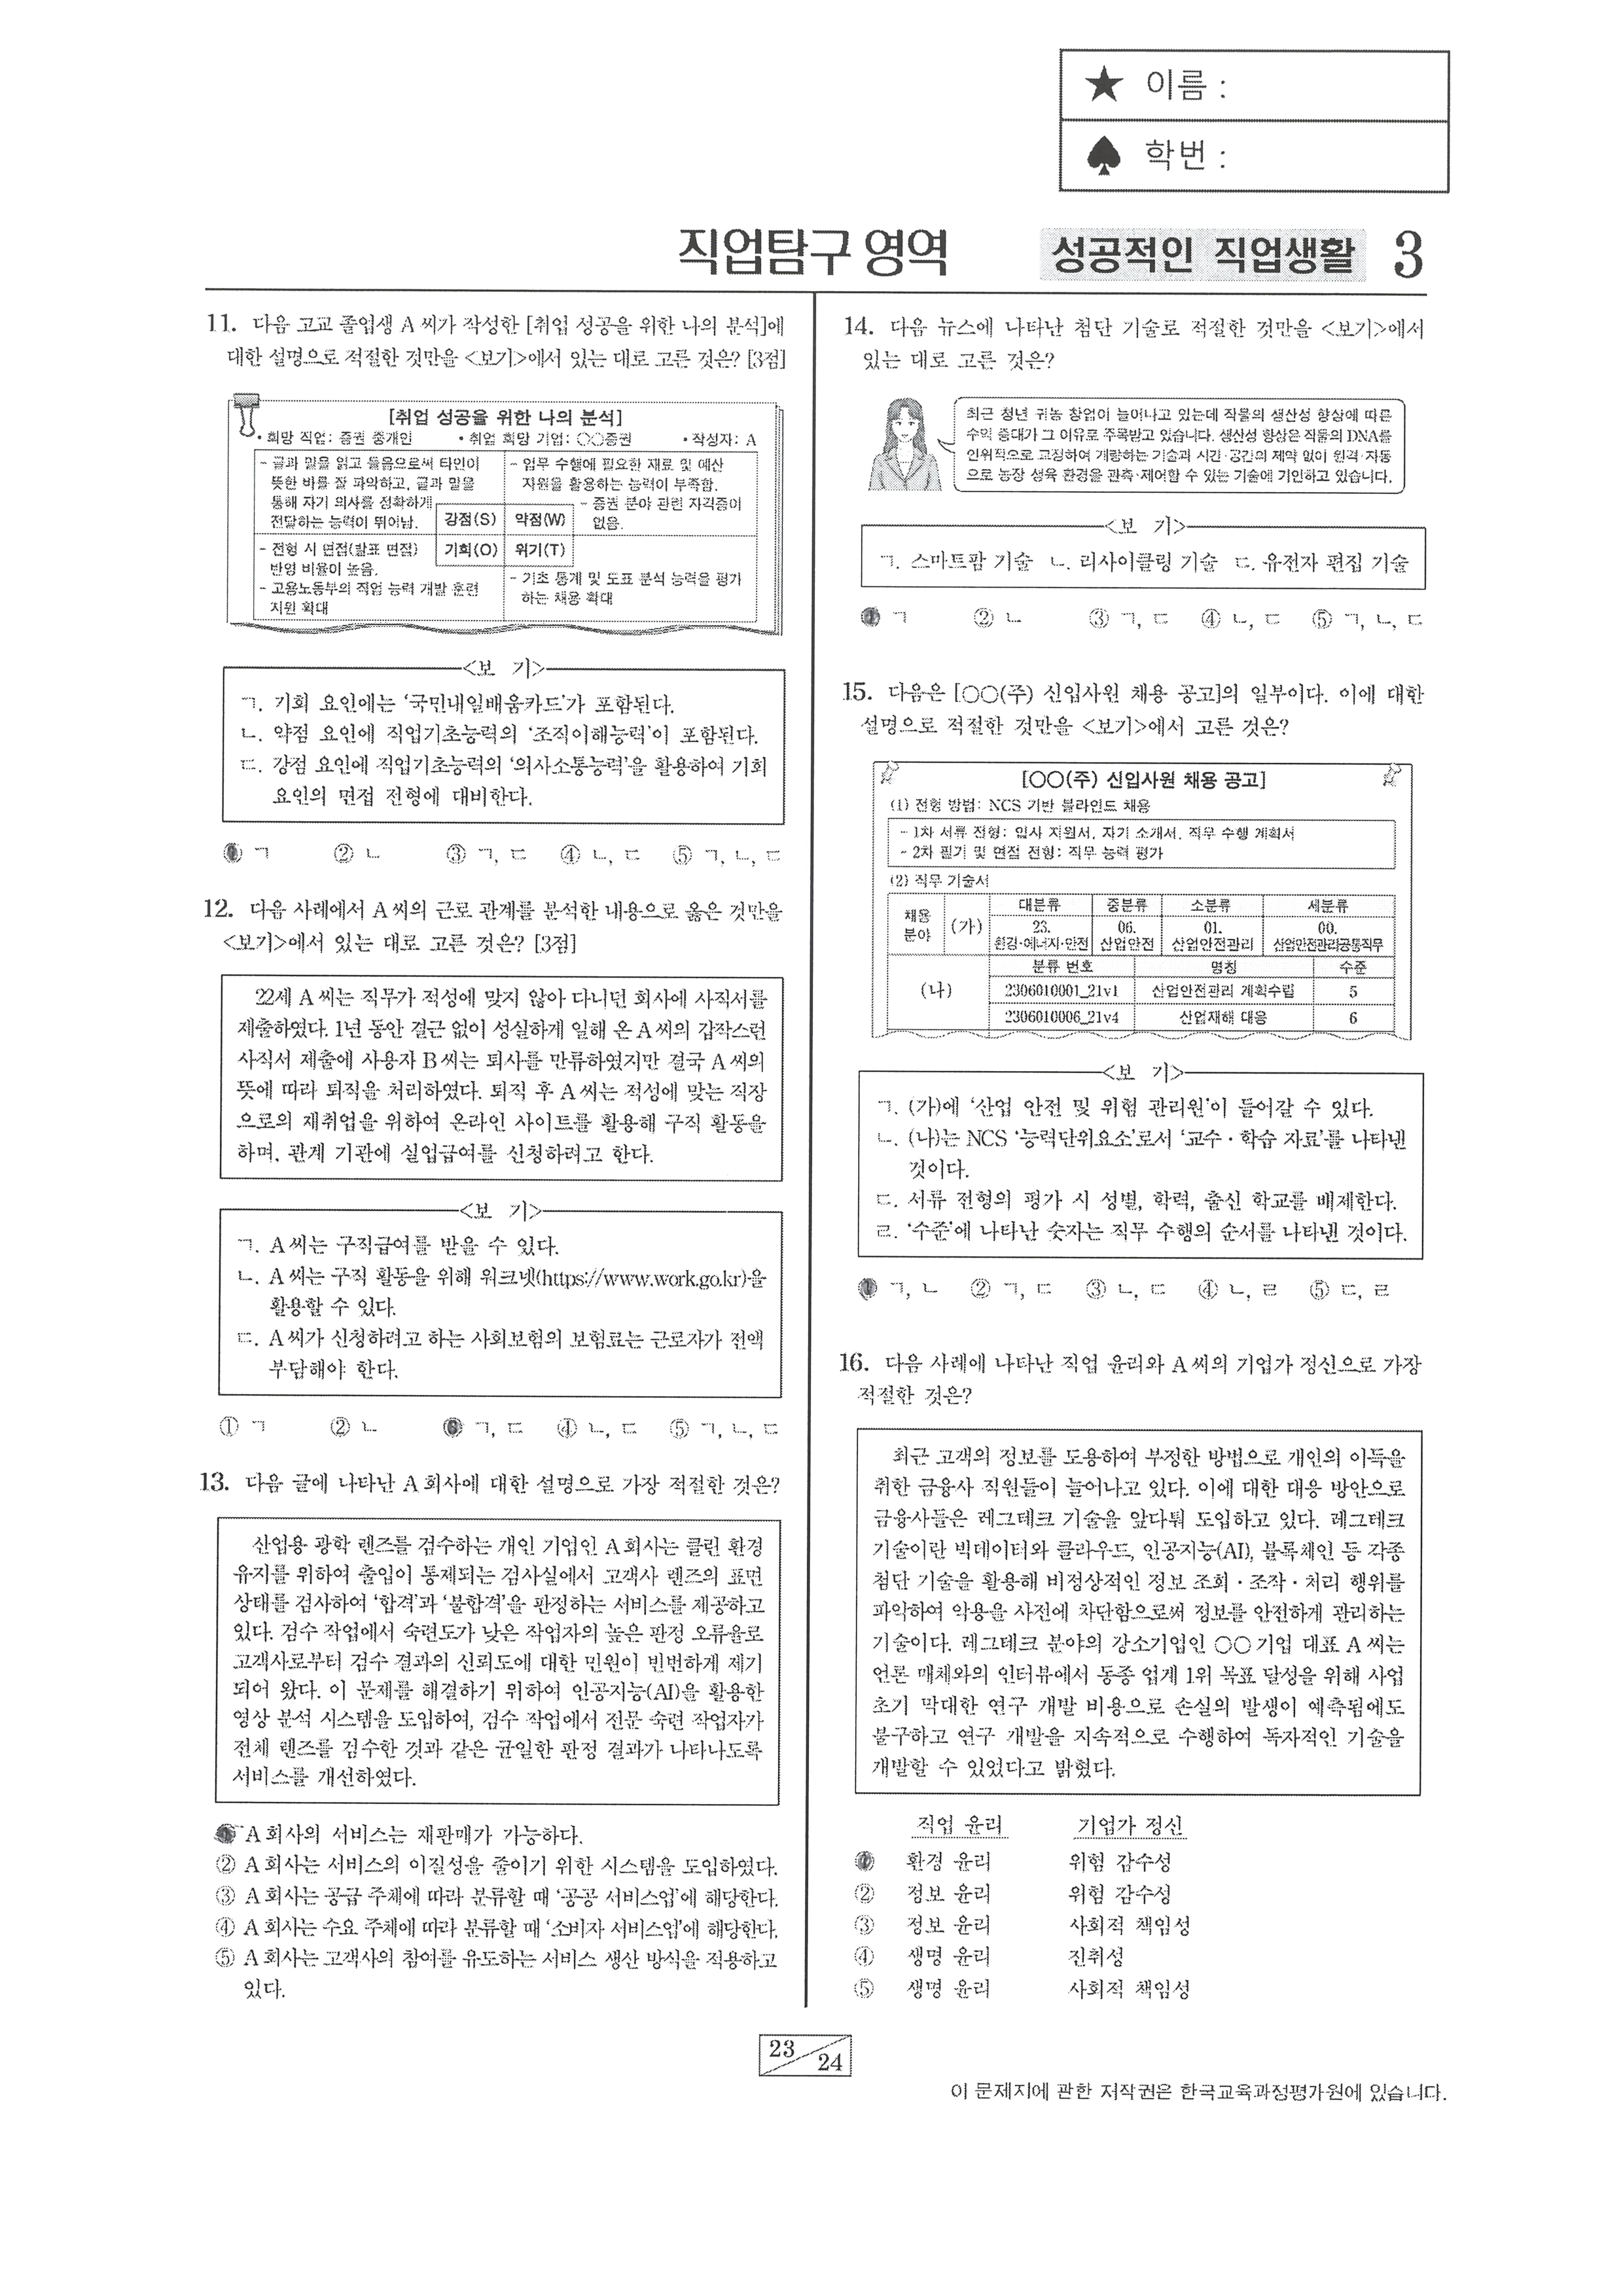 ★ 이름 :
♠ 학번 :
직업탐구 영역
성공적인 직업생활 3
11. 다음 고교 졸업생 A 씨가 작성한 [취업 성공을 위한 나의 분석]에
대한 설명으로 적절한 것만을 <보기>에서 있는 대로 고른 것은? [3점]
[취업 성공을 위한 나의 분석]
• 희망 직업: 증권 중개인 • 취업 희망 기업: ○○증권 • 작성자: A
- 글과 말을 읽고 들음으로써 타인이
뜻한 바를 잘 파악하고, 글과 말을
통해 자기 의사를 정확하게
전달하는 능력이 뛰어남.
- 업무 수행에 필요한 재료 및 예산
자원을 활용하는 능력이 부족함.
- 증권 분야 관련 자격증이
없음.
강점(S) 약점(W)
기회(O) 위기(T)
- 전형 시 면접(발표 면접)
반영 비율이 높음.
- 고용노동부의 직업 능력 개발 훈련
지원 확대
- 기초 통계 및 도표 분석 능력을 평가
하는 채용 확대
<보 기>
ㄱ. 기회 요인에는 ‘국민내일배움카드’가 포함된다.
ㄴ. 약점 요인에 직업기초능력의 ‘조직이해능력’이 포함된다.
ㄷ. 강점 요인에 직업기초능력의 ‘의사소통능력’을 활용하여 기회
요인의 면접 전형에 대비한다.
① ㄱ ② ㄴ ③ ㄱ, ㄷ ④ ㄴ, ㄷ ⑤ ㄱ, ㄴ, ㄷ
12. 다음 사례에서 A 씨의 근로 관계를 분석한 내용으로 옳은 것만을
<보기>에서 있는 대로 고른 것은? [3점]
22세 A 씨는 직무가 적성에 맞지 않아 다니던 회사에 사직서를
제출하였다. 1년 동안 결근 없이 성실하게 일해 온 A 씨의 갑작스런
사직서 제출에 사용자 B 씨는 퇴사를 만류하였지만 결국 A 씨의
뜻에 따라 퇴직을 처리하였다. 퇴직 후 A 씨는 적성에 맞는 직장
으로의 재취업을 위하여 온라인 사이트를 활용해 구직 활동을
하며, 관계 기관에 실업급여를 신청하려고 한다.
<보 기>
ㄱ. A 씨는 구직급여를 받을 수 있다.
ㄴ. A 씨는 구직 활동을 위해 워크넷(https://www.work.go.kr)을
활용할 수 있다.
ㄷ. A 씨가 신청하려고 하는 사회보험의 보험료는 근로자가 전액
부담해야 한다.
① ㄱ ② ㄴ ③ ㄱ, ㄷ ④ ㄴ, ㄷ ⑤ ㄱ, ㄴ, ㄷ
13. 다음 글에 나타난 A 회사에 대한 설명으로 가장 적절한 것은?
산업용 광학 렌즈를 검수하는 개인 기업인 A 회사는 클린 환경
유지를 위하여 출입이 통제되는 검사실에서 고객사 렌즈의 표면
상태를 검사하여 ‘합격’과 ‘불합격’을 판정하는 서비스를 제공하고
있다. 검수 작업에서 숙련도가 낮은 작업자의 높은 판정 오류율로
고객사로부터 검수 결과의 신뢰도에 대한 민원이 빈번하게 제기
되어 왔다. 이 문제를 해결하기 위하여 인공지능(AI)을 활용한
영상 분석 시스템을 도입하여, 검수 작업에서 전문 숙련 작업자가
전체 렌즈를 검수한 것과 같은 균일한 판정 결과가 나타나도록
서비스를 개선하였다.
① A 회사의 서비스는 재판매가 가능하다.
② A 회사는 서비스의 이질성을 줄이기 위한 시스템을 도입하였다.
③ A 회사는 공급 주체에 따라 분류할 때 ‘공공 서비스업’에 해당한다.
④ A 회사는 수요 주체에 따라 분류할 때 ‘소비자 서비스업’에 해당한다.
⑤ A 회사는 고객사의 참여를 유도하는 서비스 생산 방식을 적용하고
있다.
14. 다음 뉴스에 나타난 첨단 기술로 적절한 것만을 <보기>에서
있는 대로 고른 것은?
최근 청년 귀농 창업이 늘어나고 있는데 작물의 생산성 향상에 따른
수익 증대가 그 이유로 주목받고 있습니다. 생산성 향상은 작물의 DNA를
인위적으로 교정하여 개량하는 기술과 시간·공간의 제약 없이 원격·자동
으로 농장 생육 환경을 관측·제어할 수 있는 기술에 기인하고 있습니다.
<보 기>
ㄱ. 스마트팜 기술 ㄴ. 리사이클링 기술 ㄷ. 유전자 편집 기술
① ㄱ ② ㄴ ③ ㄱ, ㄷ ④ ㄴ, ㄷ ⑤ ㄱ, ㄴ, ㄷ
15. 다음은 [○○(주) 신입사원 채용 공고]의 일부이다. 이에 대한
설명으로 적절한 것만을 <보기>에서 고른 것은?
[○○(주) 신입사원 채용 공고]
(1) 전형 방법: NCS 기반 블라인드 채용
- 1차 서류 전형: 입사 지원서, 자기 소개서, 직무 수행 계획서
- 2차 필기 및 면접 전형: 직무 능력 평가
(2) 직무 기술서
채용 분야 (가) 대분류 중분류 소분류 세분류
23. 06. 01. 00.
환경·에너지·안전 산업안전 산업안전관리 산업안전관리공통직무
(나) 분류 번호 명칭 수준
2306010001_21v1 산업안전관리 계획수립 5
2306010006_21v4 산업재해 대응 6
<보 기>
ㄱ. (가)에 ‘산업 안전 및 위험 관리원’이 들어갈 수 있다.
ㄴ. (나)는 NCS ‘능력단위요소’로서 ‘교수·학습 자료’를 나타낸
것이다.
ㄷ. 서류 전형의 평가 시 성별, 학력, 출신 학교를 배제한다.
ㄹ. ‘수준’에 나타난 숫자는 직무 수행의 순서를 나타낸 것이다.
① ㄱ, ㄴ ② ㄱ, ㄷ ③ ㄴ, ㄷ ④ ㄴ, ㄹ ⑤ ㄷ, ㄹ
16. 다음 사례에 나타난 직업 윤리와 A 씨의 기업가 정신으로 가장
적절한 것은?
최근 고객의 정보를 도용하여 부정한 방법으로 개인의 이득을
취한 금융사 직원들이 늘어나고 있다. 이에 대한 대응 방안으로
금융사들은 레그테크 기술을 앞다퉈 도입하고 있다. 레그테크
기술이란 빅데이터와 클라우드, 인공지능(AI), 블록체인 등 각종
첨단 기술을 활용해 비정상적인 정보 조회·조작·처리 행위를
파악하여 악용을 사전에 차단함으로써 정보를 안전하게 관리하는
기술이다. 레그테크 분야의 강소기업인 ○○기업 대표 A 씨는
언론 매체와의 인터뷰에서 동종 업계 1위 목표 달성을 위해 사업
초기 막대한 연구 개발 비용으로 손실의 발생이 예측됨에도
불구하고 연구 개발을 지속적으로 수행하여 독자적인 기술을
개발할 수 있었다고 밝혔다.
직업 윤리 기업가 정신
① 환경 윤리 위험 감수성
② 정보 윤리 위험 감수성
③ 정보 윤리 사회적 책임성
④ 생명 윤리 진취성
⑤ 생명 윤리 사회적 책임성
23
24
이 문제지에 관한 저작권은 한국교육과정평가원에 있습니다.